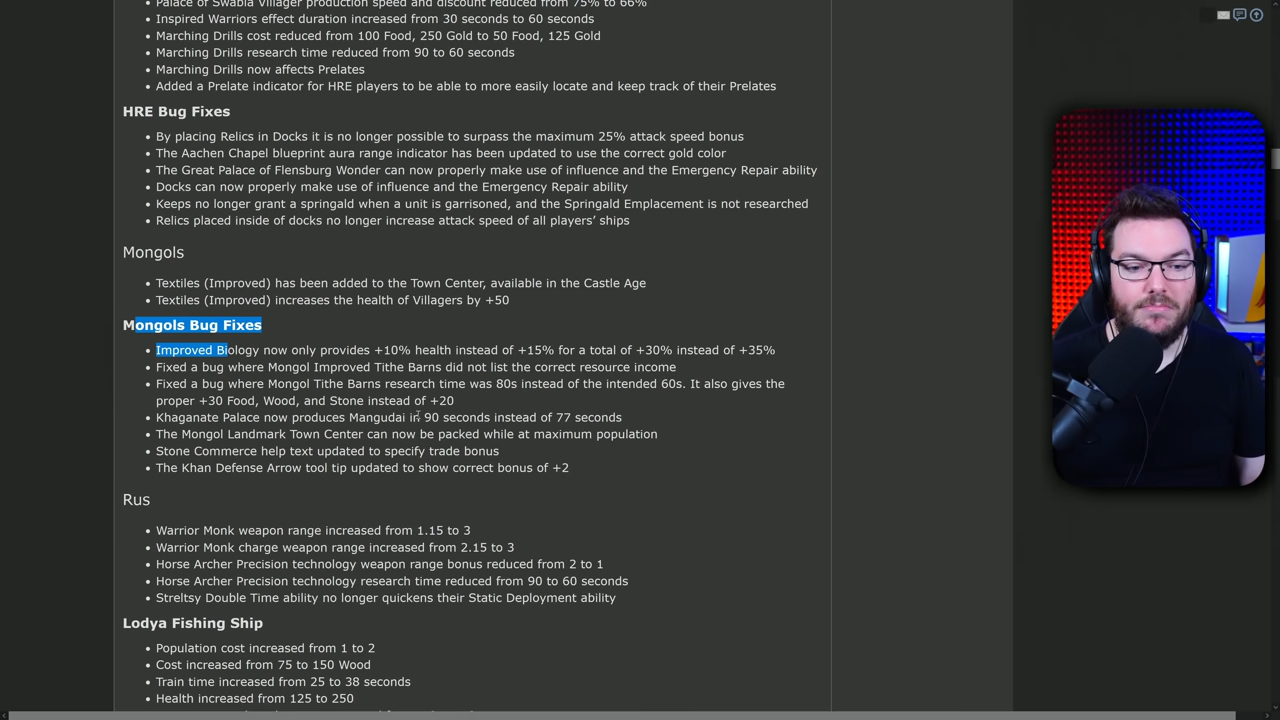 Palace of Swabia Villager production speed and discount reduced from 75% to 66%
• Inspired Warriors effect duration increased from 30 seconds to 60 seconds
• Marching Drills cost reduced from 100 Food, 250 Gold to 50 Food, 125 Gold
• Marching Drills research time reduced from 90 to 60 seconds
• Marching Drills now affects Prelates
• Added a Prelate indicator for HRE players to be able to more easily locate and keep track of their Prelates
HRE Bug Fixes
• By placing Relics in Docks it is no longer possible to surpass the maximum 25% attack speed bonus
• The Aachen Chapel blueprint aura range indicator has been updated to use the correct gold color
• The Great Palace of Flensburg Wonder can now properly make use of influence and the Emergency Repair ability
• Docks can now properly make use of influence and the Emergency Repair ability
• Keeps no longer grant a springald when a unit is garrisoned, and the Springald Emplacement is not researched
• Relics placed inside of docks no longer increase attack speed of all players’ ships
Mongols
• Textiles (Improved) has been added to the Town Center, available in the Castle Age
• Textiles (Improved) increases the health of Villagers by +50
Mongols Bug Fixes
• Improved Biology now only provides +10% health instead of +15% for a total of +30% instead of +35%
• Fixed a bug where Mongol Improved Tithe Barns did not list the correct resource income
• Fixed a bug where Mongol Tithe Barns research time was 80s instead of the intended 60s. It also gives the
proper +30 Food, Wood, and Stone instead of +20
• Khaganate Palace now produces Mangudai in 90 seconds instead of 77 seconds
• The Mongol Landmark Town Center can now be packed while at maximum population
• Stone Commerce help text updated to specify trade bonus
• The Khan Defense Arrow tool tip updated to show correct bonus of +2
Rus
• Warrior Monk weapon range increased from 1.15 to 3
• Warrior Monk charge weapon range increased from 2.15 to 3
• Horse Archer Precision technology weapon range bonus reduced from 2 to 1
• Horse Archer Precision technology research time reduced from 90 to 60 seconds
• Streltsy Double Time ability no longer quickens their Static Deployment ability
Lodya Fishing Ship
• Population cost increased from 1 to 2
• Cost increased from 75 to 150 Wood
• Train time increased from 25 to 38 seconds
• Health increased from 125 to 250